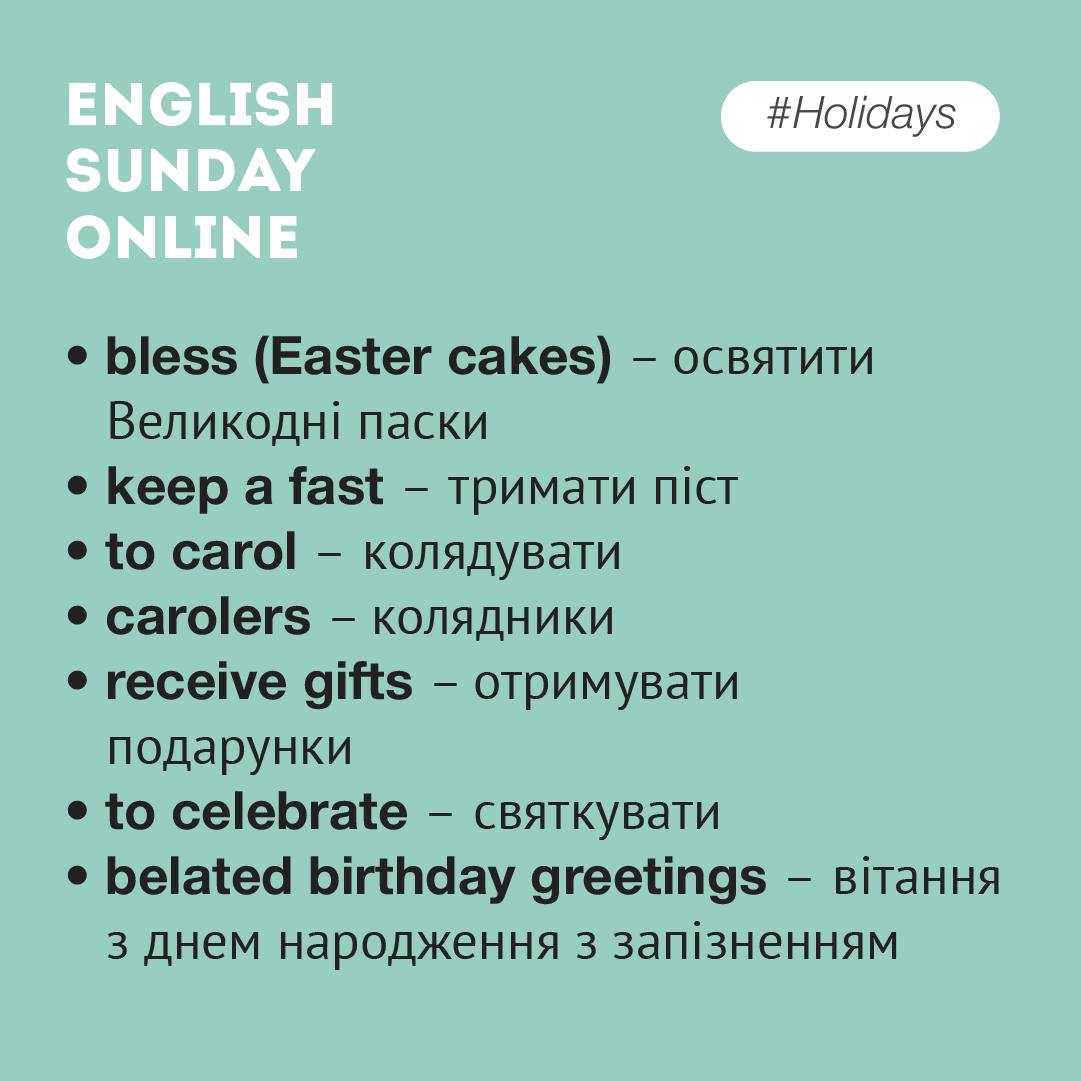 ENGLISH
SUNDAY
ONLINE
#Holidays
• bless (Easter cakes) – освятити
Великодні паски
• keep a fast – тримати піст
• to carol – колядувати
• carolers – колядники
• receive gifts – отримувати
подарунки
• to celebrate – святкувати
• belated birthday greetings – вітання
з днем народження з запізненням